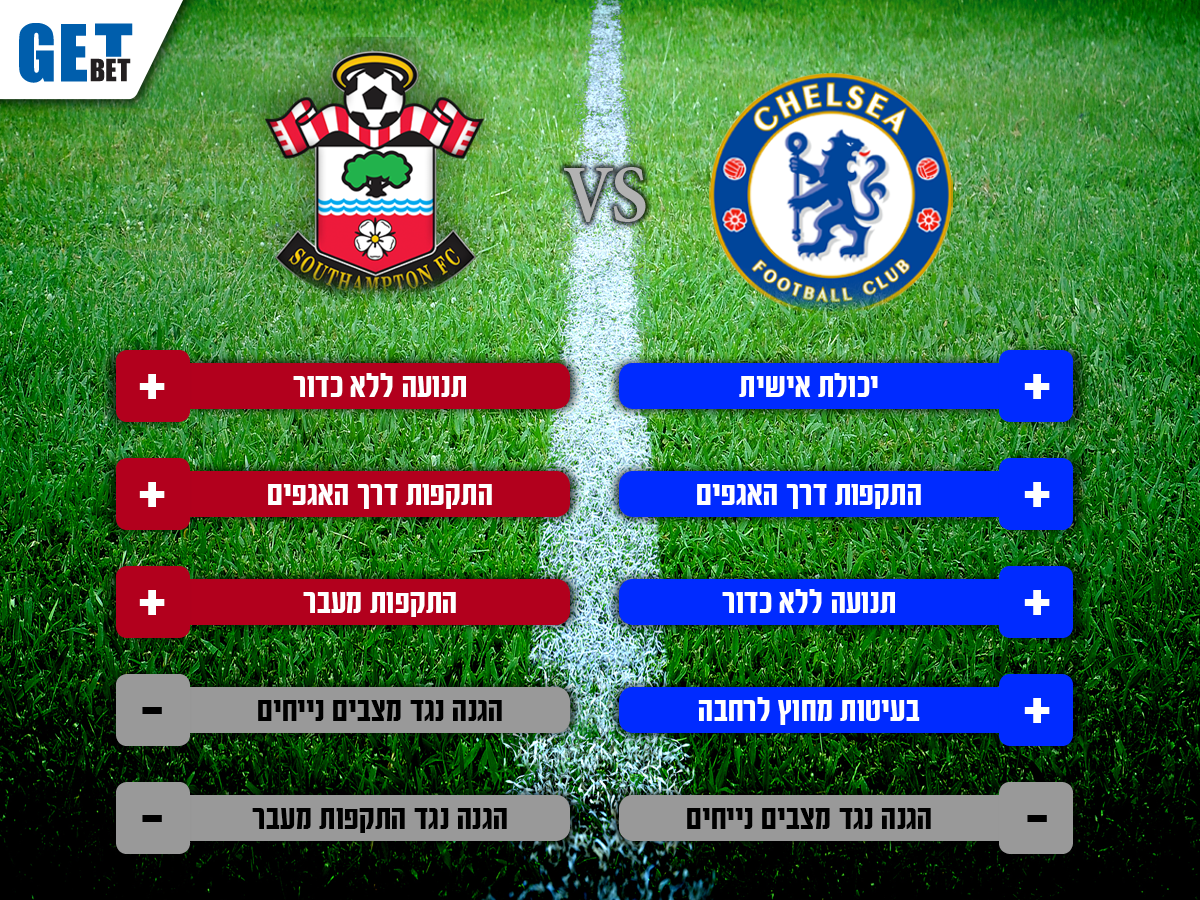 GET
BET
SOUTHAMPTON FC
VS
CHELSEA
FOOTBALL CLUB
+ תנועה ללא כדור
יכולת אישית +
+ התקפות דרך האגפים
התקפות דרך האגפים +
+ התקפות מעבר
תנועה ללא כדור +
- הגנה נגד מצבים נייחים
בעיטות מחוץ לרחבה +
- הגנה נגד התקפות מעבר
הגנה נגד מצבים נייחים -